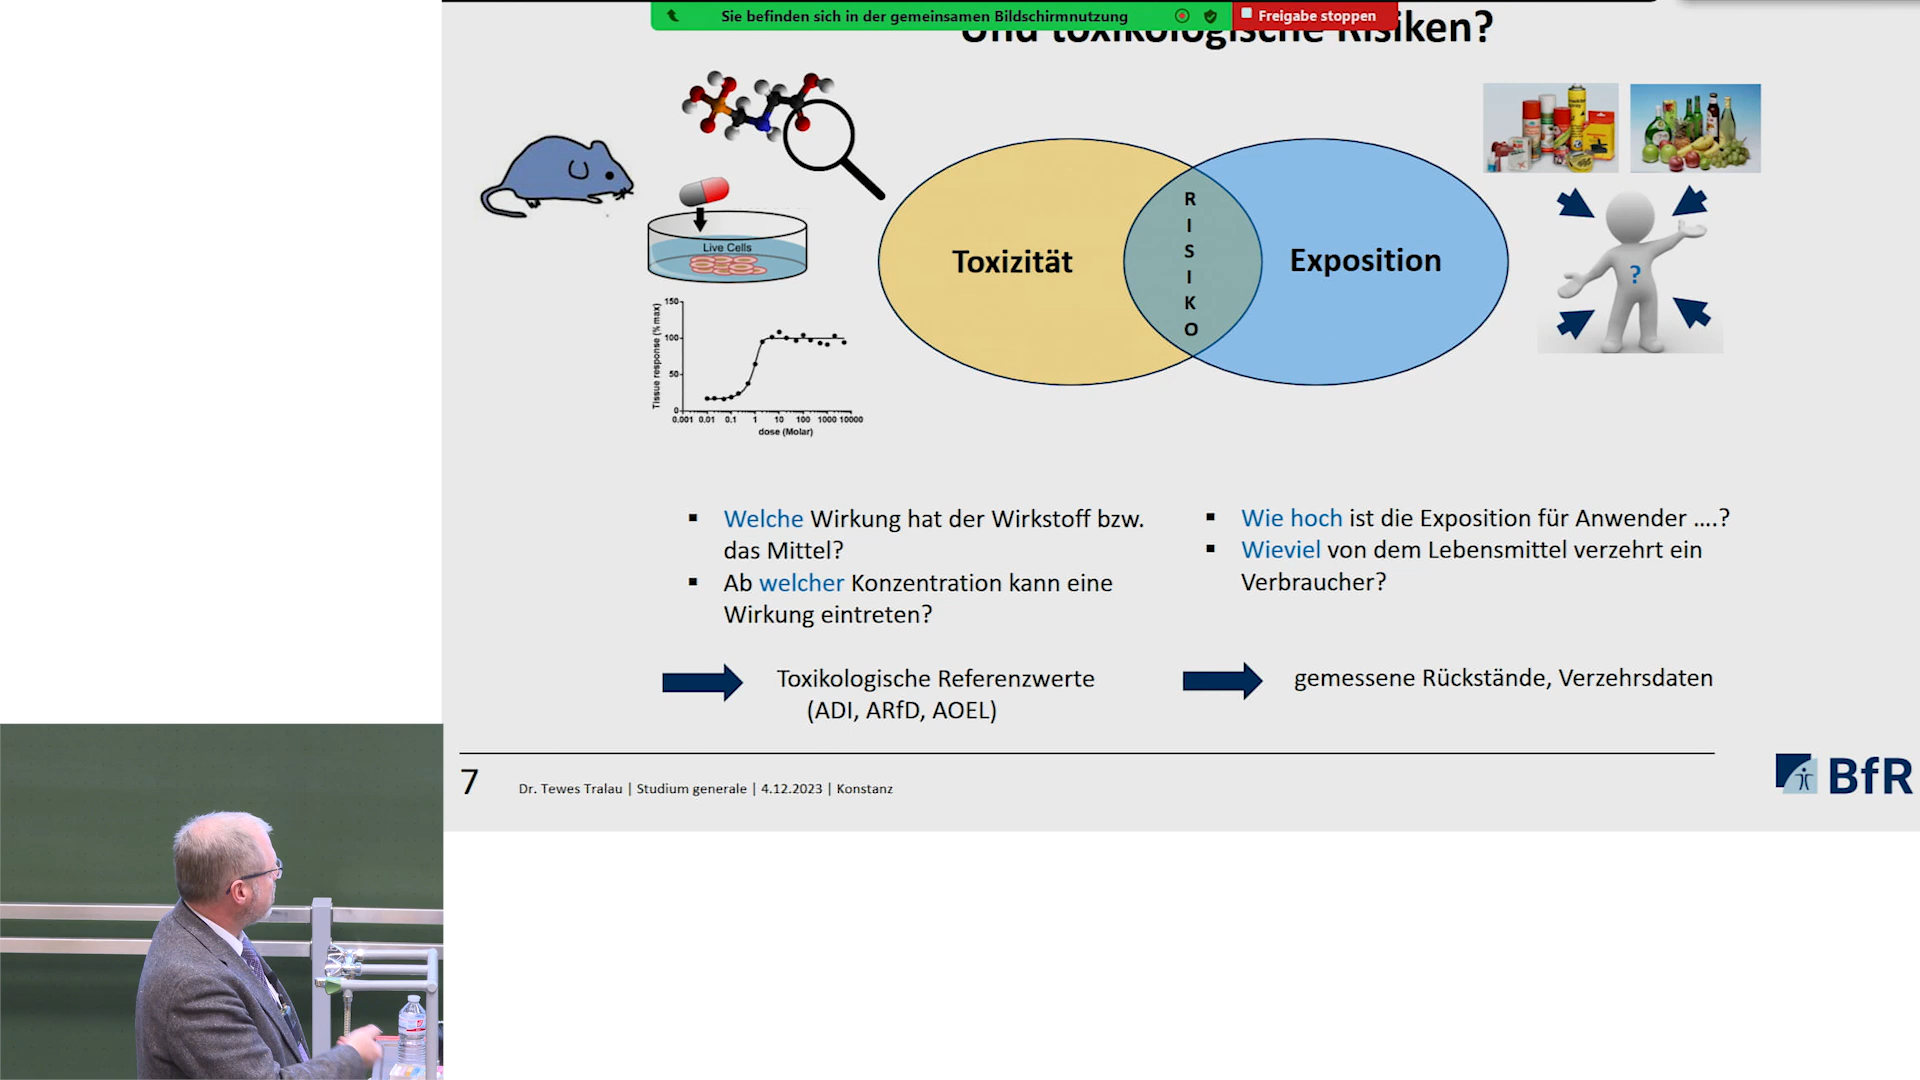 Sie befinden sich in der gemeinsamen Bildschirmnutzung
Freigabe stoppen
Und toxikologische Risiken?
Live Cells
Toxizität
R
I
S
I
K
O
Exposition
?
Tissue response (% max)
150
100
50
0
0.001 0.01 0.1 1 10 100 1000 10000
dose (Molar)
▪ Welche Wirkung hat der Wirkstoff bzw.
das Mittel?
▪ Ab welcher Konzentration kann eine
Wirkung eintreten?
▪ Wie hoch ist die Exposition für Anwender ....?
▪ Wieviel von dem Lebensmittel verzehrt ein
Verbraucher?
Toxikologische Referenzwerte
(ADI, ARfD, AOEL)
gemessene Rückstände, Verzehrsdaten
7
Dr. Tewes Tralau | Studium generale | 4.12.2023 | Konstanz
BfR